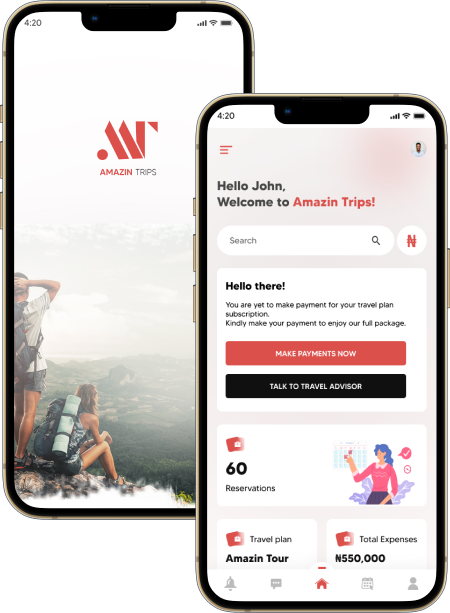 4:20
AMAZIN TRIPS
4:20
Hello John,
Welcome to Amazin Trips!
Search
₦
Hello there!
You are yet to make payment for your travel plan
subscription.
Kindly make your payment to enjoy our full package.
MAKE PAYMENTS NOW
TALK TO TRAVEL ADVISOR
60
Reservations
Travel plan
Amazin Tour
Total Expenses
₦550,000